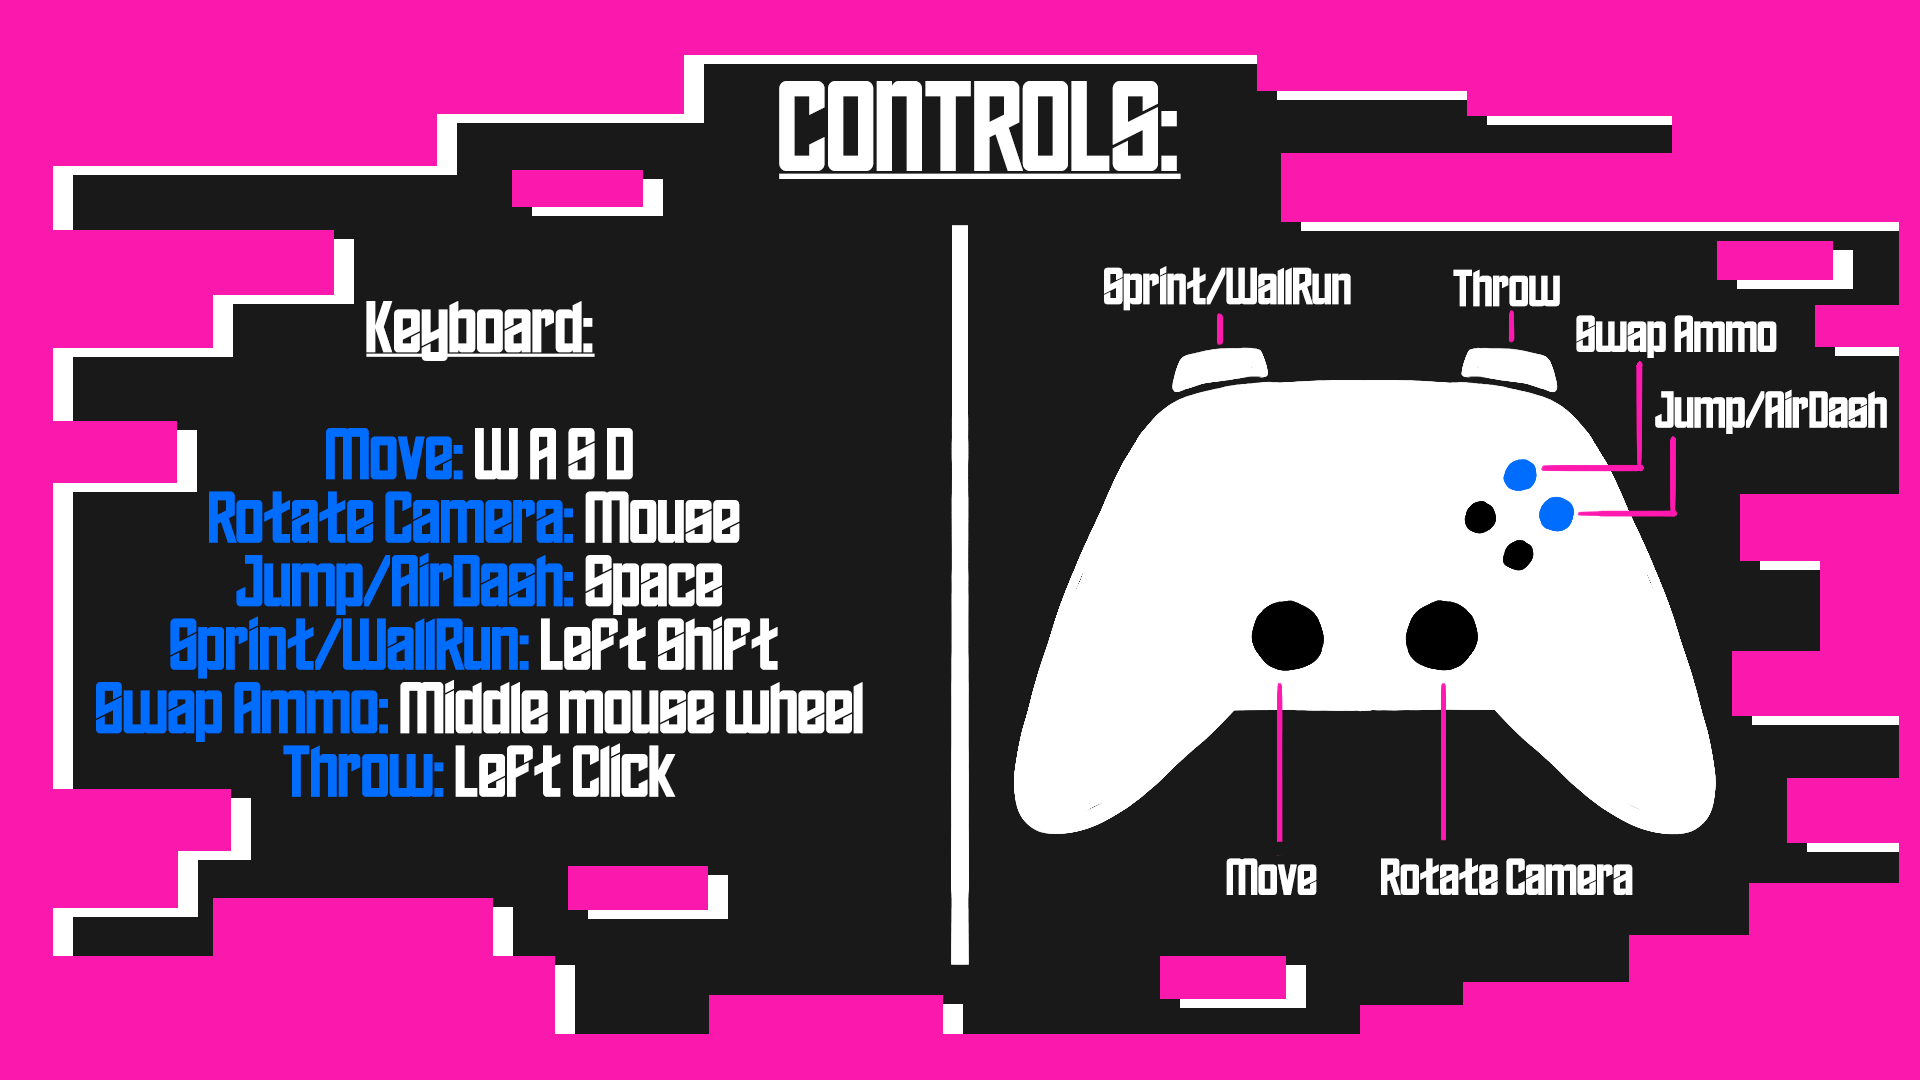 CONTROLS:
Keyboard:
Move: W A S D
Rotate Camera: Mouse
Jump/AirDash: Space
Sprint/WallRun: Left Shift
Swap Ammo: Middle mouse wheel
Throw: Left Click
Sprint/WallRun
Throw
Swap Ammo
Jump/AirDash
Move
Rotate Camera